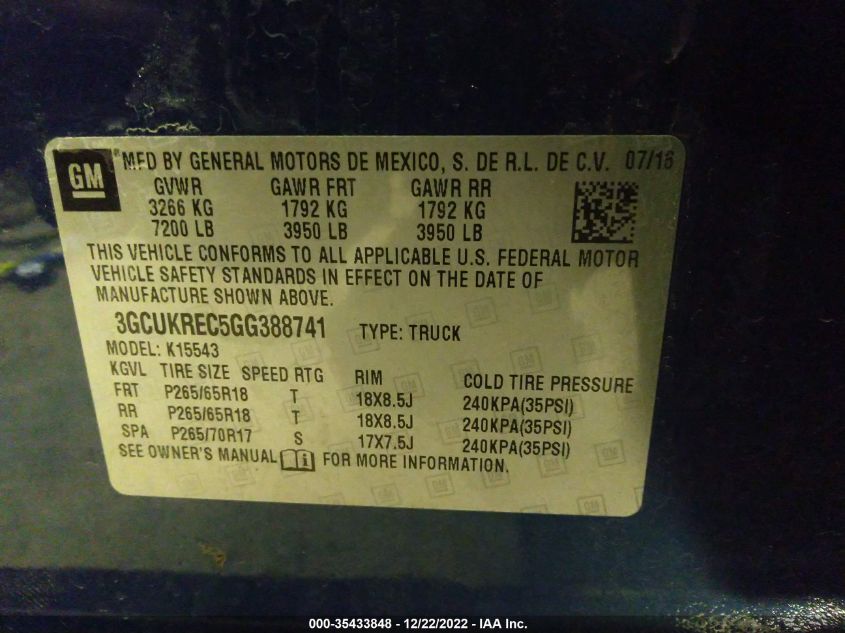 GM MFD BY GENERAL MOTORS DE MEXICO, S. DE R.L. DE C.V. 07/16
GVWR GAWR FRT GAWR RR
3266 KG 1792 KG 1792 KG
7200 LB 3950 LB 3950 LB
THIS VEHICLE CONFORMS TO ALL APPLICABLE U.S. FEDERAL MOTOR
VEHICLE SAFETY STANDARDS IN EFFECT ON THE DATE OF
MANUFACTURE SHOWN ABOVE.
3GCUKREC5GG388741 TYPE: TRUCK
MODEL: K15543
KGVL TIRE SIZE SPEED RTG RIM COLD TIRE PRESSURE
FRT P265/65R18 T 18X8.5J 240KPA(35PSI)
RR P265/65R18 T 18X8.5J 240KPA(35PSI)
SPA P265/70R17 S 17X7.5J 240KPA(35PSI)
SEE OWNER'S MANUAL FOR MORE INFORMATION.
000-35433848 - 12/22/2022 - IAA Inc.